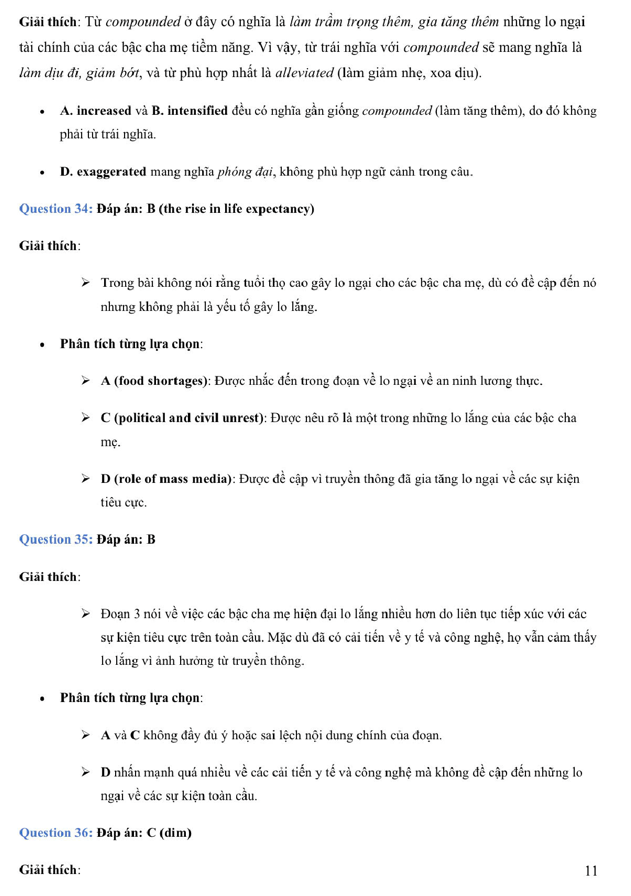 Giải thích: Từ compounded ở đây có nghĩa là làm trầm trọng thêm, gia tăng thêm những lo ngại
tài chính của các bậc cha mẹ tiềm năng. Vì vậy, từ trái nghĩa với compounded sẽ mang nghĩa là
làm dịu đi, giảm bớt, và từ phù hợp nhất là alleviated (làm giảm nhẹ, xoa dịu).
• A. increased và B. intensified đều có nghĩa gần giống compounded (làm tăng thêm), do đó không
phải từ trái nghĩa.
• D. exaggerated mang nghĩa phóng đại, không phù hợp ngữ cảnh trong câu.
Question 34: Đáp án: B (the rise in life expectancy)
Giải thích:
➢ Trong bài không nói rằng tuổi thọ cao gây lo ngại cho các bậc cha mẹ, dù có đề cập đến nó
nhưng không phải là yếu tố gây lo lắng.
• Phân tích từng lựa chọn:
➢ A (food shortages): Được nhắc đến trong đoạn về lo ngại về an ninh lương thực.
➢ C (political and civil unrest): Được nêu rõ là một trong những lo lắng của các bậc cha
mẹ.
➢ D (role of mass media): Được đề cập vì truyền thông đã gia tăng lo ngại về các sự kiện
tiêu cực.
Question 35: Đáp án: B
Giải thích:
➢ Đoạn 3 nói về việc các bậc cha mẹ hiện đại lo lắng nhiều hơn do liên tục tiếp xúc với các
sự kiện tiêu cực trên toàn cầu. Mặc dù đã có cải tiến về y tế và công nghệ, họ vẫn cảm thấy
lo lắng vì ảnh hưởng từ truyền thông.
• Phân tích từng lựa chọn:
➢ A và C không đầy đủ ý hoặc sai lệch nội dung chính của đoạn.
➢ D nhấn mạnh quá nhiều về các cải tiến y tế và công nghệ mà không đề cập đến những lo
ngại về các sự kiện toàn cầu.
Question 36: Đáp án: C (dim)
Giải thích:
11